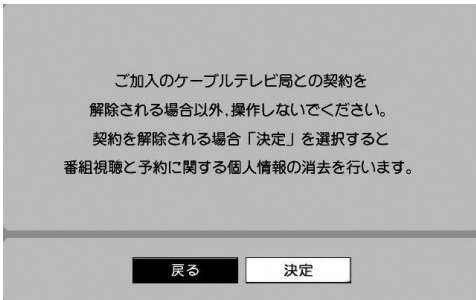 ご加入のケーブルテレビ局との契約を
解除される場合以外,操作しないでください。
契約を解除される場合「決定」を選択すると
番組視聴と予約に関する個人情報の消去を行います。
戻る 決定